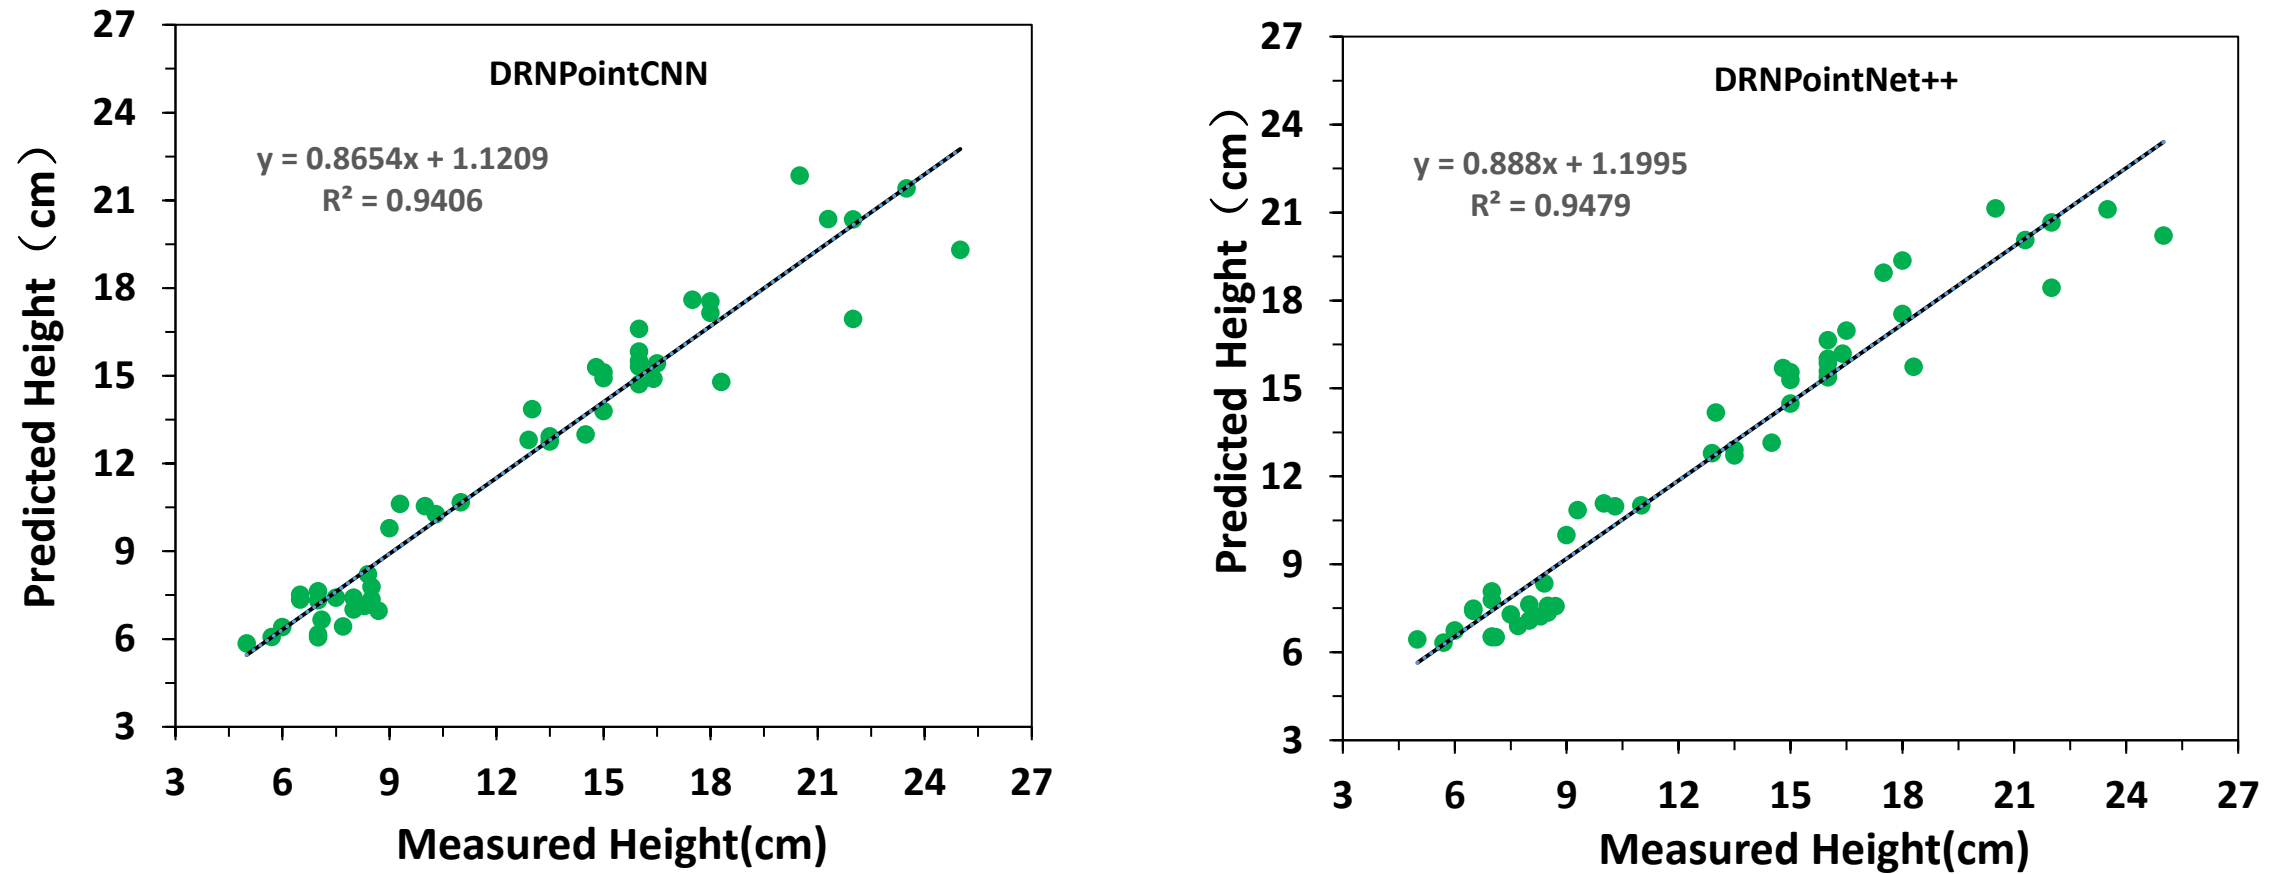 DRNPointCNN
y = 0.8654x + 1.1209
R² = 0.9406
Predicted Height（cm）
27
24
21
18
15
12
9
6
3
3 6 9 12 15 18 21 24 27
Measured Height(cm)
DRNPointNet++
y = 0.888x + 1.1995
R² = 0.9479
Predicted Height（cm）
27
24
21
18
15
12
9
6
3
3 6 9 12 15 18 21 24 27
Measured Height(cm)